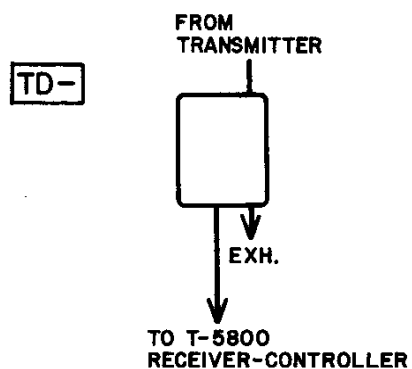 FROM
TRANSMITTER
TD-
EXH.
TO T-5800
RECEIVER-CONTROLLER